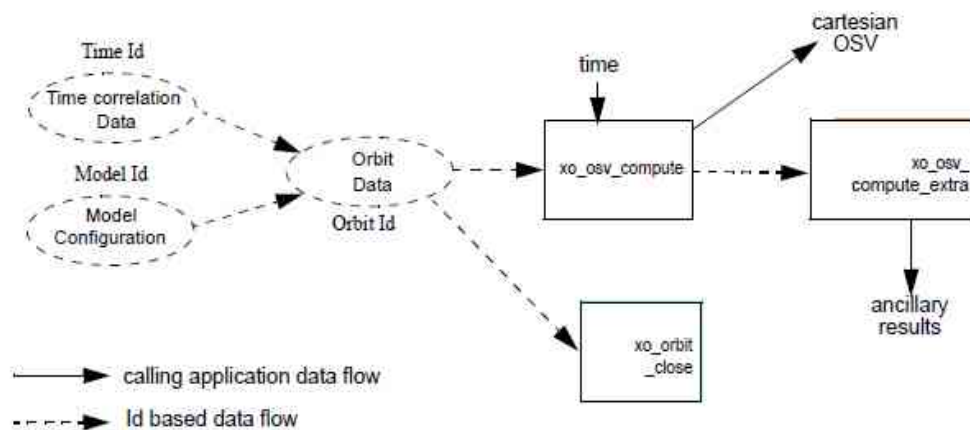 cartesian
OSV
Time Id
time
Time correlation
Data
Orbit
Data
xo_osv_compute
xo_osv_
compute_extra
Model Id
Model
Configuration
Orbit Id
ancillary
results
xo_orbit
_close
calling application data flow
Id based data flow